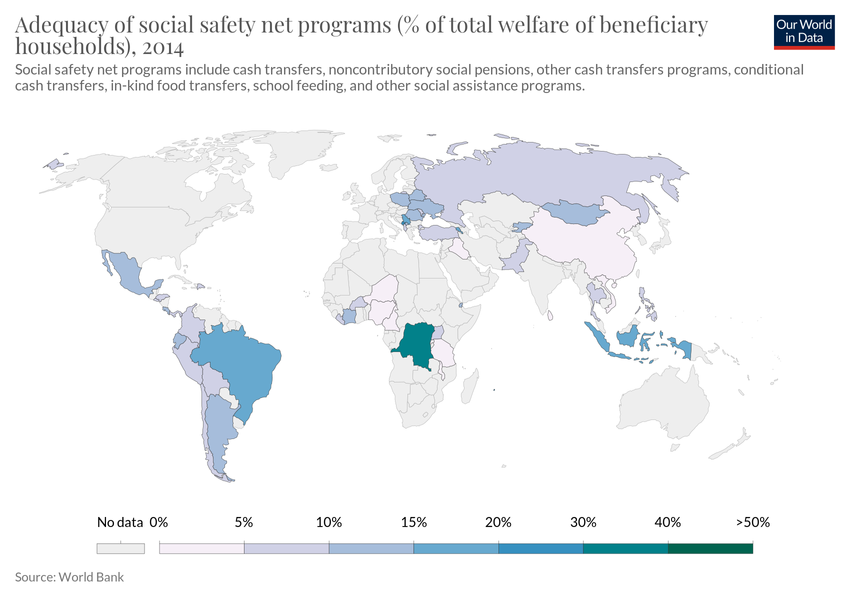 Adequacy of social safety net programs (% of total welfare of beneficiary
households), 2014
Our World
in Data
Social safety net programs include cash transfers, noncontributory social pensions, other cash transfers programs, conditional
cash transfers, in-kind food transfers, school feeding, and other social assistance programs.
No data 0% 5% 10% 15% 20% 30% 40% >50%
Source: World Bank